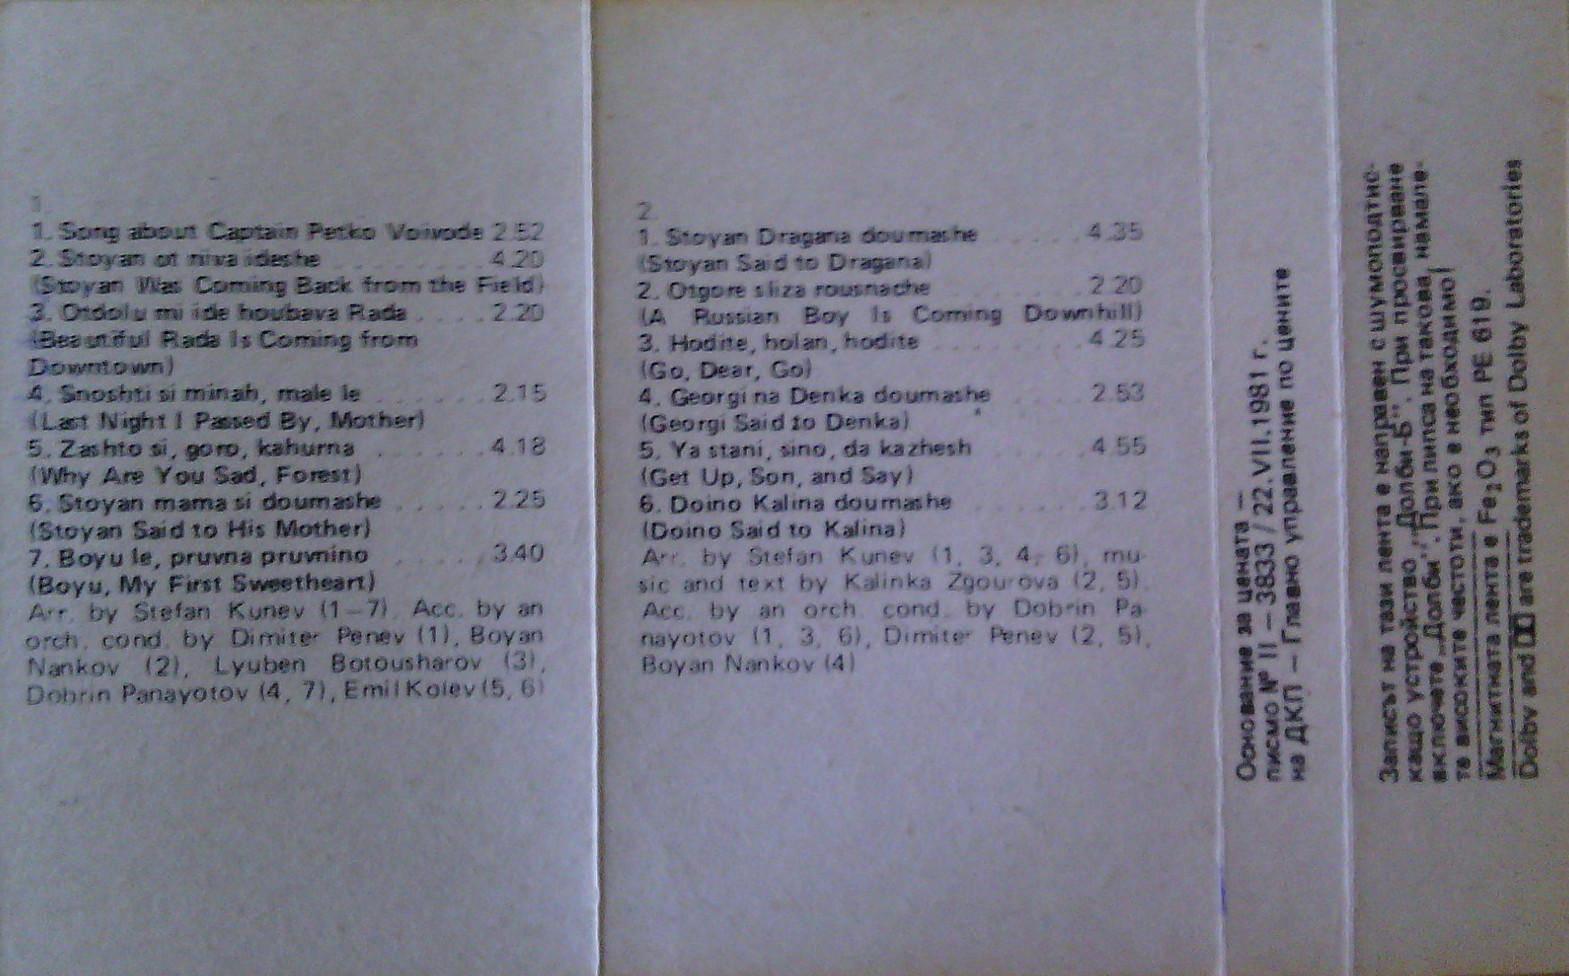 1.
1. Song about Captain Petko Voivode 2.52
2. Stoyan ot niva ideshe ........ 4.20
(Stoyan Was Coming Back from the Field)
3. Otdolu mi ide houbava Rada .... 2.20
(Beautiful Rada Is Coming from
Downtown)
4. Snoshti si minah, male le ...... 2.15
(Last Night I Passed By, Mother)
5. Zashto si, goro, kahurna ...... 4.18
(Why Are You Sad, Forest)
6. Stoyan mama si doumashe ..... 2.25
(Stoyan Said to His Mother)
7. Boyu le, pruvna pruvnino ..... 3.40
(Boyu, My First Sweetheart)
Arr. by Stefan Kunev (1–7). Acc. by an
orch. cond. by Dimiter Penev (1), Boyan
Nankov (2), Lyuben Botousharov (3),
Dobrin Panayotov (4, 7), Emil Kolev (5, 6)
2.
1. Stoyan Dragana doumashe ..... 4.35
(Stoyan Said to Dragana)
2. Otgore sliza rousnache ....... 2.20
(A Russian Boy Is Coming Downhill)
3. Hodite, holan, hodite ........ 4.25
(Go, Dear, Go)
4. Georgi na Denka doumashe .... 2.53
(Georgi Said to Denka)
5. Ya stani, sino, da kazhesh ..... 4.55
(Get Up, Son, and Say)
6. Doino Kalina doumashe ...... 3.12
(Doino Said to Kalina)
Arr. by Stefan Kunev (1, 3, 4, 6), mu-
sic and text by Kalinka Zgourova (2, 5).
Acc. by an orch. cond. by Dobrin Pa-
nayotov (1, 3, 6), Dimiter Penev (2, 5),
Boyan Nankov (4)
Основание за цената —
писмо № II — 3833 / 22.VII.1981 г.
на ДКП — Главно управление по цените
Записът на тази лента е направен с шумоподтис-
кащо устройство „Долби-Б". При просвирване
включете „Долби". При липса на такова, намале-
те високите честоти, ако е необходимо!
Магнитната лента е Fe2O3 тип PE 619.
Dolby and are trademarks of Dolby Laboratories